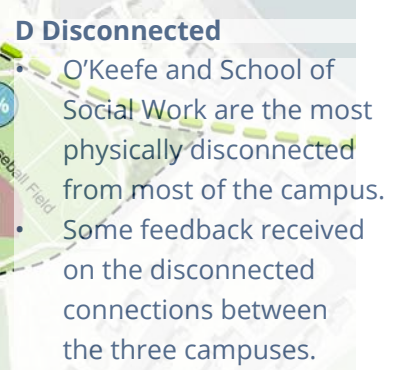 D Disconnected
• O'Keefe and School of
Social Work are the most
physically disconnected
from most of the campus.
• Some feedback received
on the disconnected
connections between
the three campuses.
%
Field